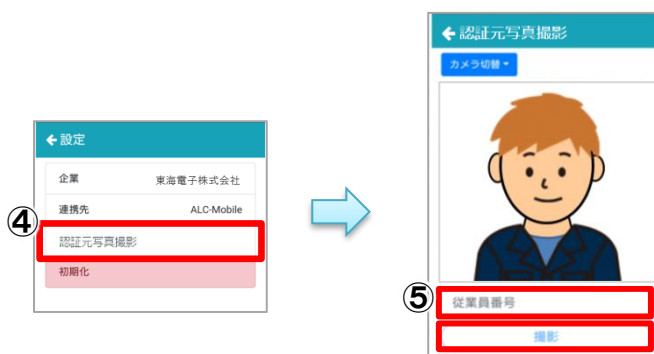 設定
企業 東海電子株式会社
連携先 ALC-Mobile
④
認証元写真撮影
初期化
認証元写真撮影
カメラ切替
⑤
従業員番号
撮影